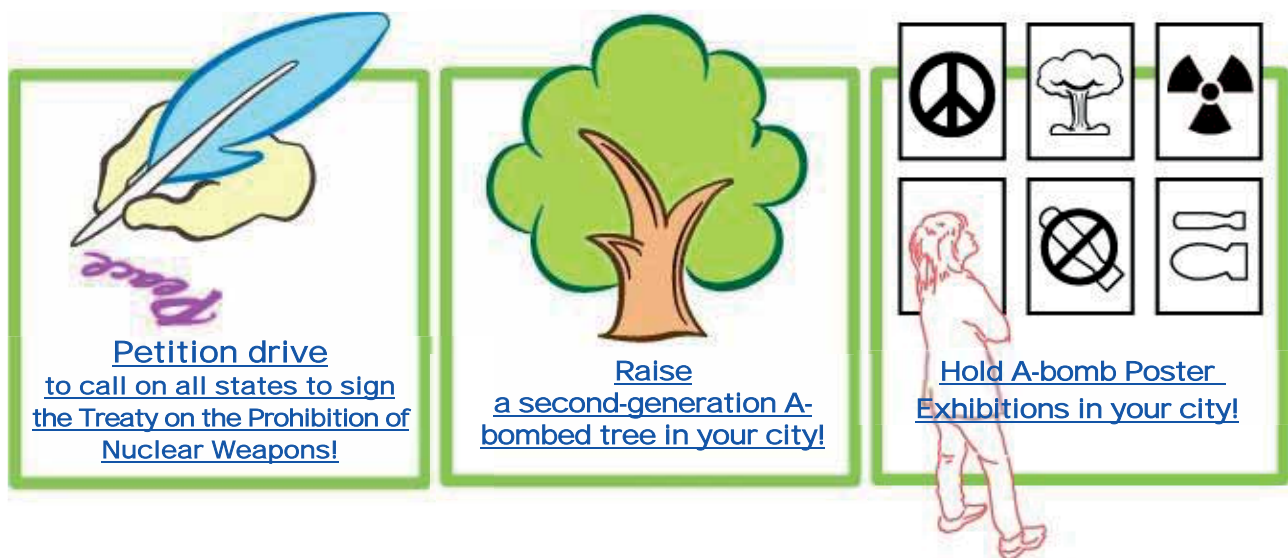 Peace
Petition drive
to call on all states to sign
the Treaty on the Prohibition of
Nuclear Weapons!
Raise
a second-generation A-
bombed tree in your city!
Hold A-bomb Poster
Exhibitions in your city!